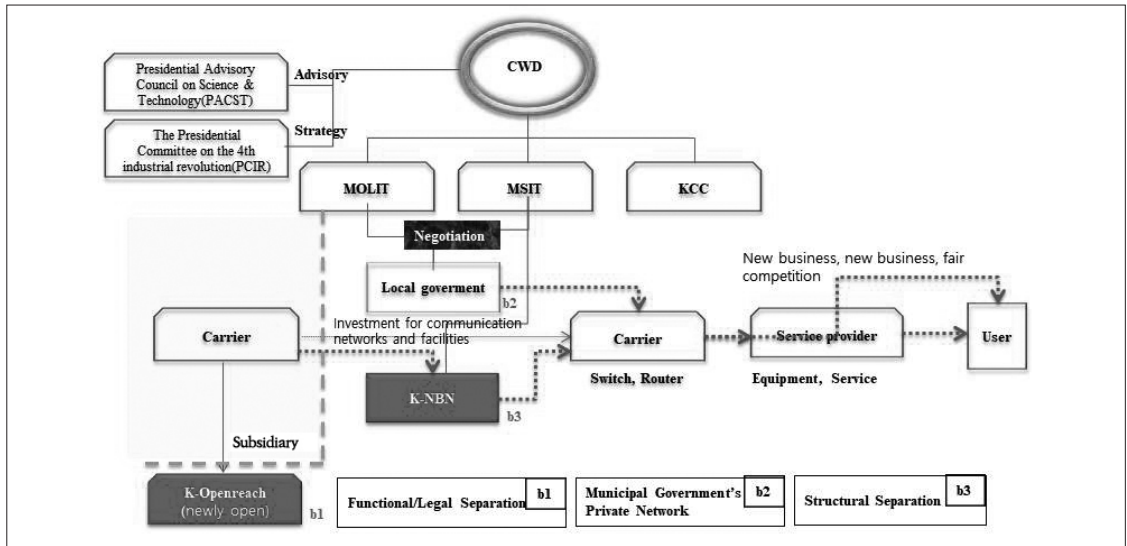 CWD
Presidential Advisory
Council on Science &
Technology(PACST)
Advisory
The Presidential
Committee on the 4th
industrial revolution(PCIR)
Strategy
MOLIT
MSIT
KCC
Negotiation
Local goverment
b2
New business, new business, fair
competition
Carrier
Investment for communication
networks and facilities
Carrier
Service provider
User
Switch, Router
Equipment, Service
K-NBN
b3
Subsidiary
K-Openreach
(newly open)
b1
Functional/Legal Separation
b1
Municipal Government's
Private Network
b2
Structural Separation
b3